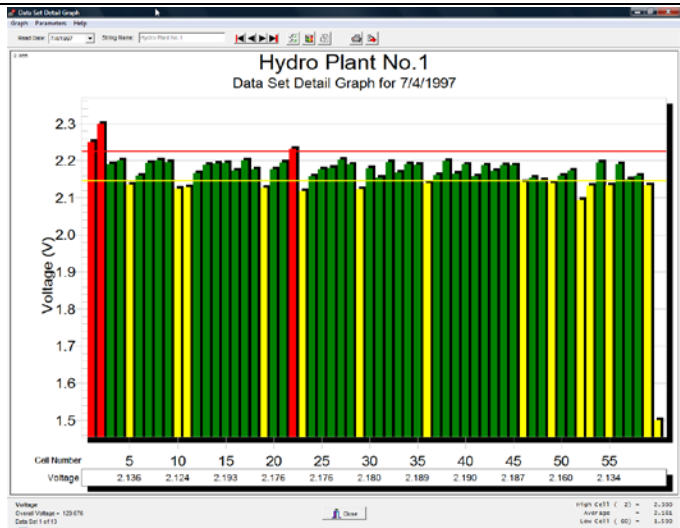 Data Set Detail Graph
Graph Parameters Help
Read Date: 7/4/1997 String Name: Hydro Plant No.1
Hydro Plant No.1
Data Set Detail Graph for 7/4/1997
Voltage (V)
2.3
2.2
2.1
2.0
1.9
1.8
1.7
1.6
1.5
Cell Number 5 10 15 20 25 30 35 40 45 50 55
Voltage 2.136 2.124 2.193 2.176 2.176 2.180 2.189 2.190 2.187 2.160 2.134
Voltage
Overall Voltage = 129.676
Data Set 1 of 13
Close
High Cell ( 2) = 2.300
Average = 2.161
Low Cell ( 60) = 1.500